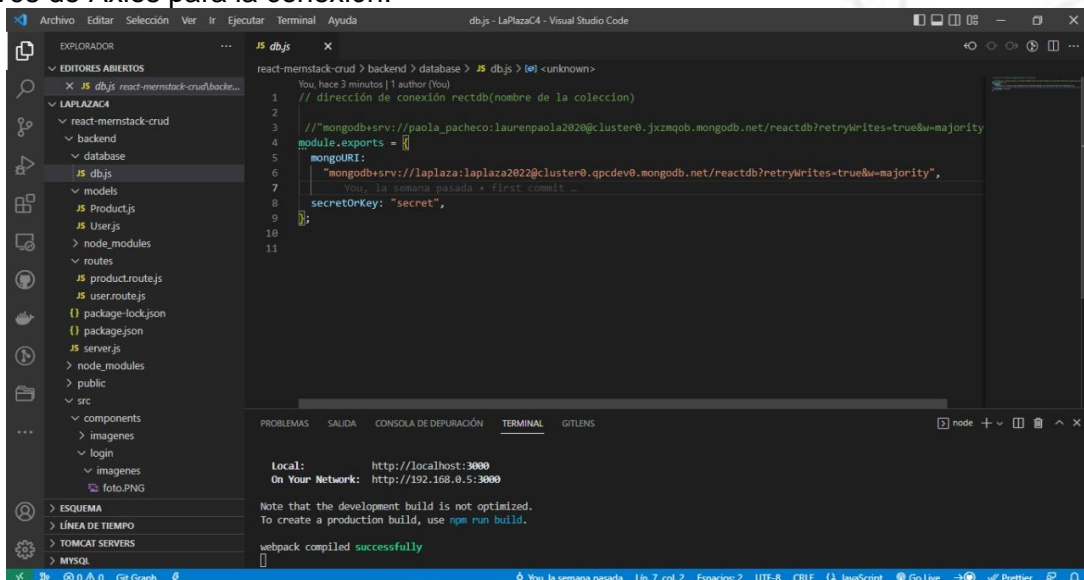 ves de Axios para la conexión.
Archivo Editar Selección Ver Ir Ejecutar Terminal Ayuda
db.js - LaPlazaC4 - Visual Studio Code
EXPLORADOR
EDITORES ABIERTOS
JS db.js react-mernstack-crud\backe...
LAPLAZAC4
react-mernstack-crud
backend
database
JS db.js
models
JS Product.js
JS User.js
node_modules
routes
JS product.route.js
JS user.route.js
{} package-lock.json
{} package.json
JS server.js
node_modules
public
src
components
imagenes
login
imagenes
foto.PNG
ESQUEMA
LÍNEA DE TIEMPO
TOMCAT SERVERS
MYSQL
JS db.js
react-mernstack-crud > backend > database > JS db.js > <unknown>
You, hace 3 minutos | 1 author (You)
1 // dirección de conexión rectdb(nombre de la coleccion)
2
3 //"mongodb+srv://paola_pacheco:laurenpaola2020@cluster0.jxzmqob.mongodb.net/reactdb?retryWrites=true&w=majority
4 module.exports = {
5 mongoURI:
6 "mongodb+srv://laplaza:laplaza2022@cluster0.qpcdev0.mongodb.net/reactdb?retryWrites=true&w=majority",
7 You, la semana pasada • first commit …
8 secretOrKey: "secret",
9 };
10
11
PROBLEMAS SALIDA CONSOLA DE DEPURACIÓN TERMINAL GITLENS
node
Local: http://localhost:3000
On Your Network: http://192.168.0.5:3000
Note that the development build is not optimized.
To create a production build, use npm run build.
webpack compiled successfully
0 0 0 Git Graph You, la semana pasada Lín. 7, col. 2 Espacios: 2 UTF-8 CRLF {} JavaScript Go Live Prettier